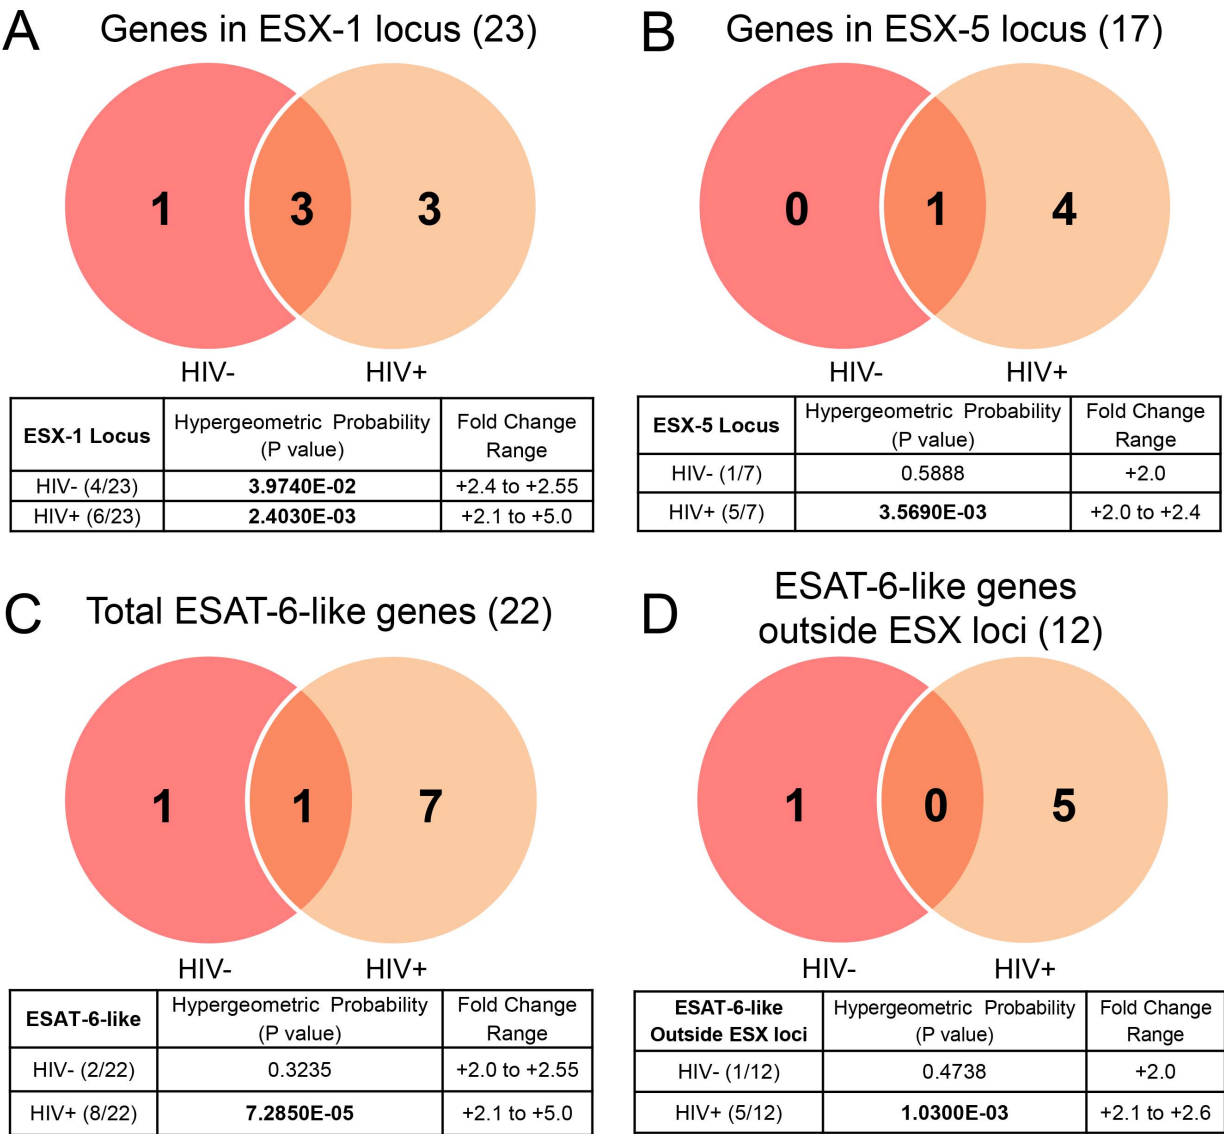 A Genes in ESX-1 locus (23)
1 3 3
HIV- HIV+
ESX-1 Locus Hypergeometric Probability (P value) Fold Change Range
HIV- (4/23) 3.9740E-02 +2.4 to +2.55
HIV+ (6/23) 2.4030E-03 +2.1 to +5.0
B Genes in ESX-5 locus (17)
0 1 4
HIV- HIV+
ESX-5 Locus Hypergeometric Probability (P value) Fold Change Range
HIV- (1/7) 0.5888 +2.0
HIV+ (5/7) 3.5690E-03 +2.0 to +2.4
C Total ESAT-6-like genes (22)
1 1 7
HIV- HIV+
ESAT-6-like Hypergeometric Probability (P value) Fold Change Range
HIV- (2/22) 0.3235 +2.0 to +2.55
HIV+ (8/22) 7.2850E-05 +2.1 to +5.0
D ESAT-6-like genes
outside ESX loci (12)
1 0 5
HIV- HIV+
ESAT-6-like Outside ESX loci Hypergeometric Probability (P value) Fold Change Range
HIV- (1/12) 0.4738 +2.0
HIV+ (5/12) 1.0300E-03 +2.1 to +2.6